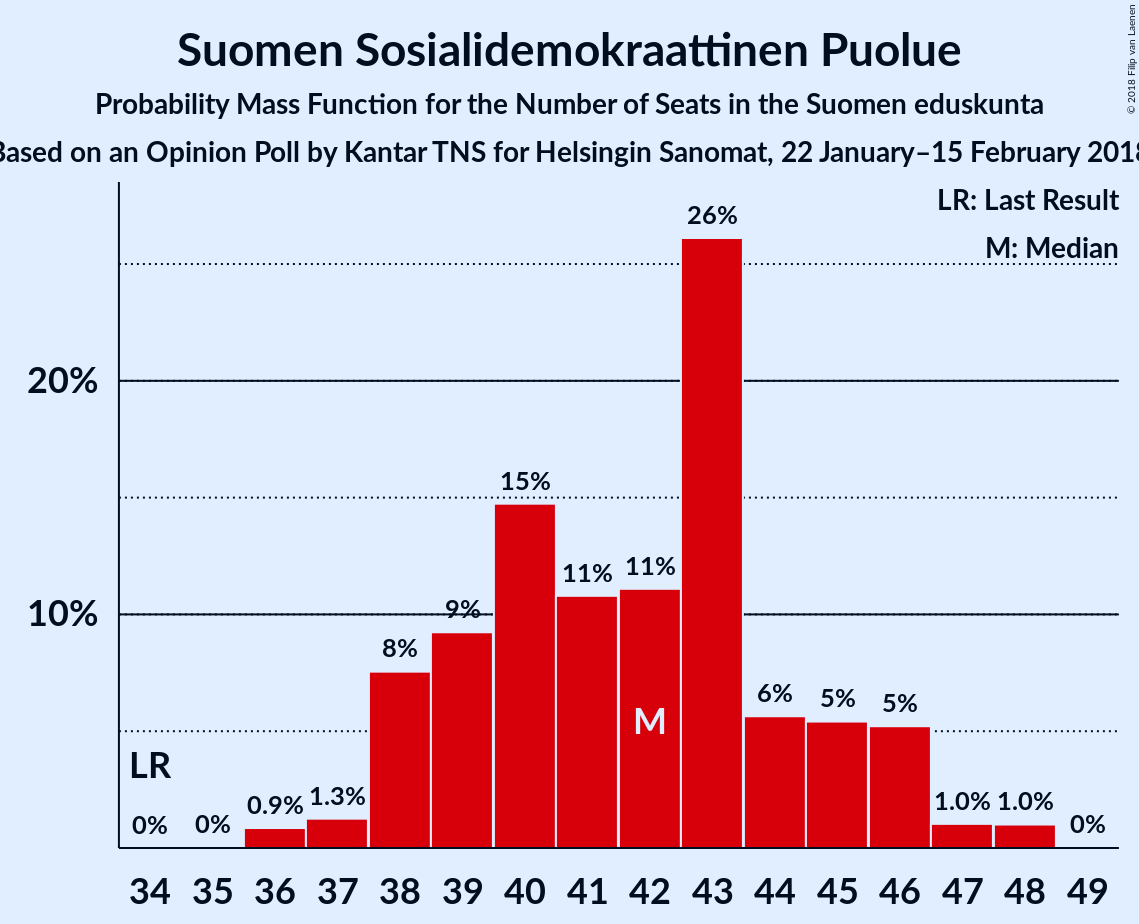 Suomen Sosialidemokraattinen Puolue
Probability Mass Function for the Number of Seats in the Suomen eduskunta
Based on an Opinion Poll by Kantar TNS for Helsingin Sanomat, 22 January–15 February 2018
© 2018 Filip van Laenen
LR: Last Result
M: Median
26%
20%
15%
11%
11%
10%
9%
8%
6%
5%
5%
M
LR
0%
0%
0.9%
1.3%
1.0%
1.0%
0%
34 35 36 37 38 39 40 41 42 43 44 45 46 47 48 49